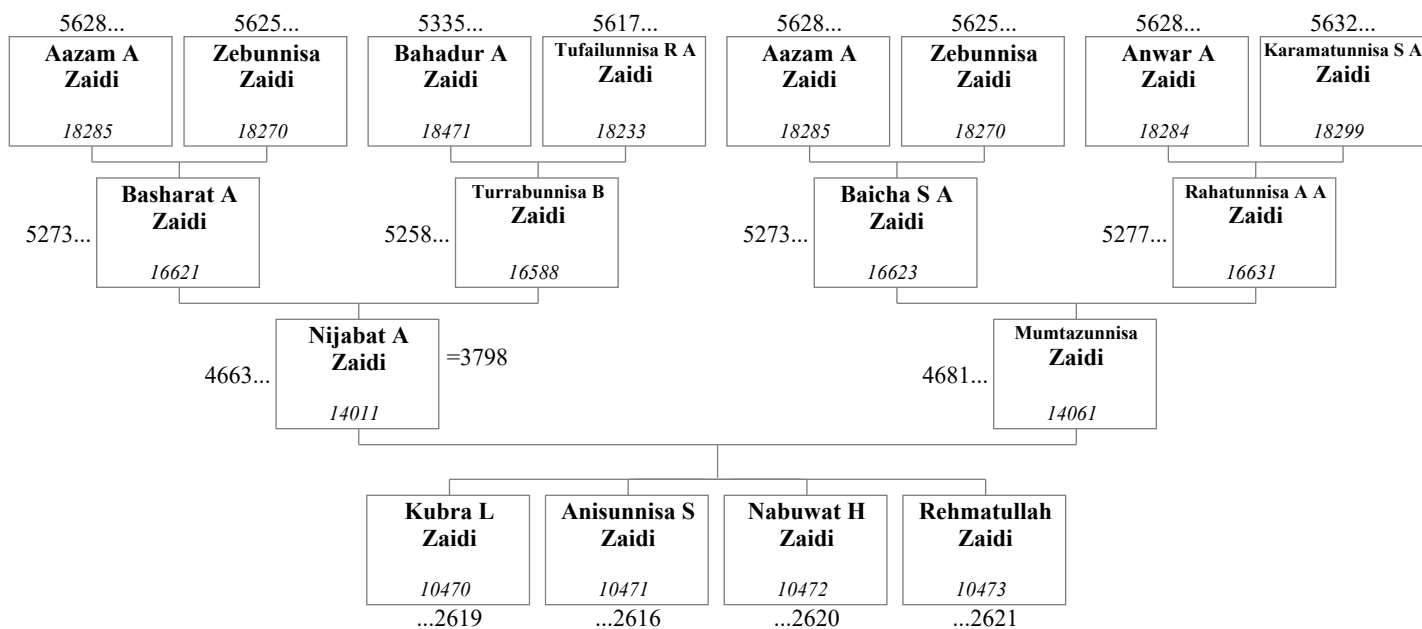 5628... 5625... 5335... 5617... 5628... 5625... 5628... 5632...
Aazam A Zebunnisa Bahadur A Tufailunnisa R A Aazam A Zebunnisa Anwar A Karamatunnisa S A
Zaidi Zaidi Zaidi Zaidi Zaidi Zaidi Zaidi Zaidi
18285 18270 18471 18233 18285 18270 18284 18299
Basharat A Turrabunnisa B Baicha S A Rahatunnisa A A
Zaidi Zaidi Zaidi Zaidi
5273... 5258... 5273... 5277...
16621 16588 16623 16631
Nijabat A Mumtazunnisa
Zaidi =3798 Zaidi
4663... 4681...
14011 14061
Kubra L Anisunnisa S Nabuwat H Rehmatullah
Zaidi Zaidi Zaidi Zaidi
10470 10471 10472 10473
...2619 ...2616 ...2620 ...2621